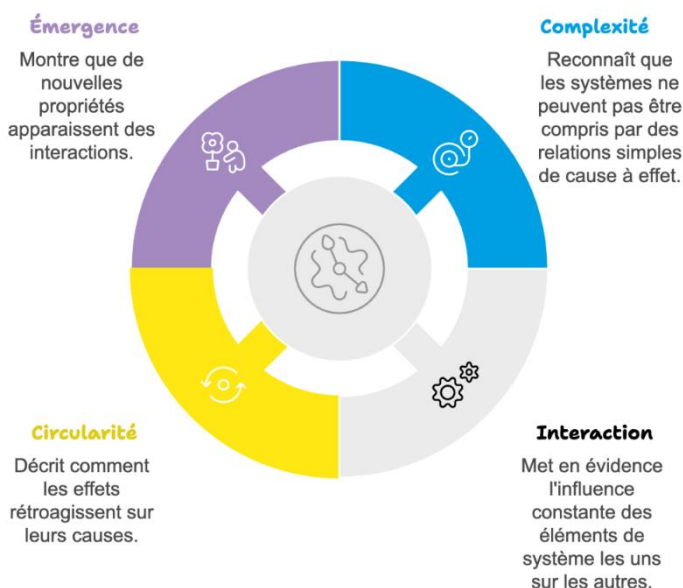 Émergence
Montre que de
nouvelles
propriétés
apparaissent des
interactions.
Complexité
Reconnaît que
les systèmes ne
peuvent pas être
compris par des
relations simples
de cause à effet.
Circularité
Décrit comment
les effets
rétroagissent sur
leurs causes.
Interaction
Met en évidence
l'influence
constante des
éléments de
système les uns
sur les autres.